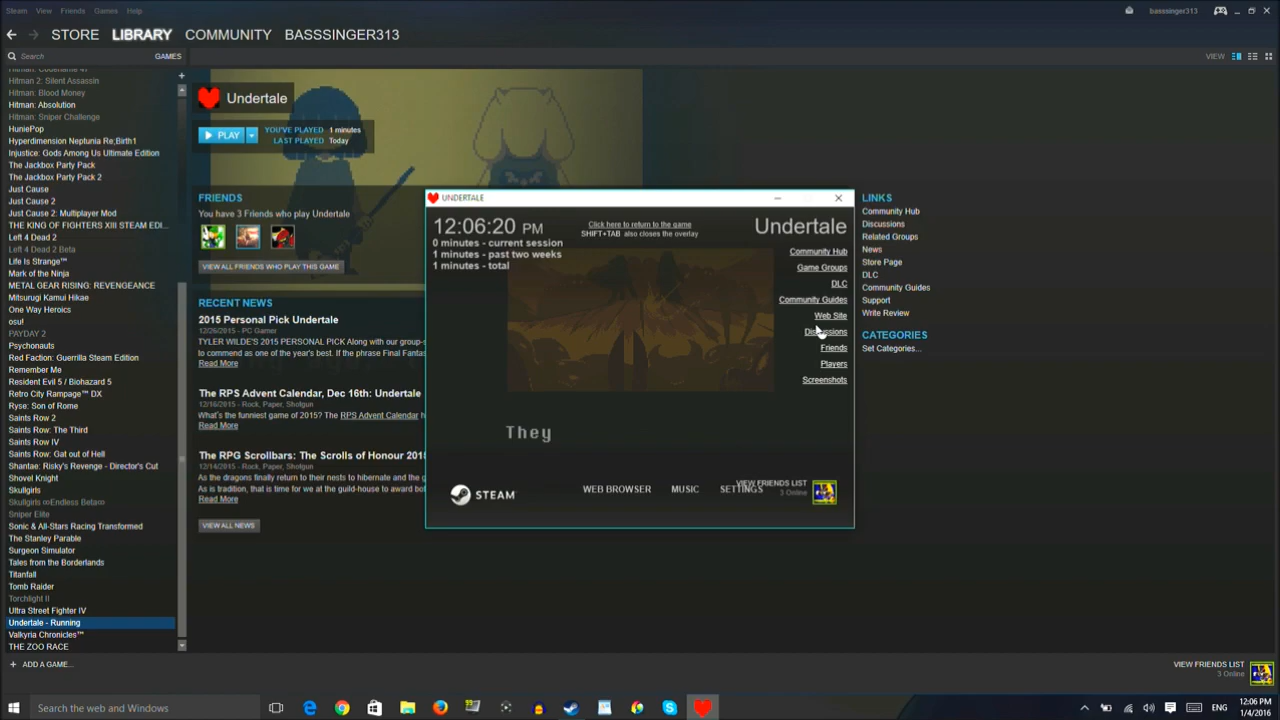 Steam View Friends Games Help
basssinger313
STORE LIBRARY COMMUNITY BASSSINGER313
Search GAMES
VIEW
Hitman: Codename 47
Hitman 2: Silent Assassin
Hitman: Blood Money
Hitman: Absolution
Hitman: Sniper Challenge
HuniePop
Hyperdimension Neptunia Re;Birth1
Injustice: Gods Among Us Ultimate Edition
The Jackbox Party Pack
The Jackbox Party Pack 2
Just Cause
Just Cause 2
Just Cause 2: Multiplayer Mod
THE KING OF FIGHTERS XIII STEAM EDI...
Left 4 Dead 2
Left 4 Dead 2 Beta
Life Is Strange™
Mark of the Ninja
METAL GEAR RISING: REVENGEANCE
Mitsurugi Kamui Hikae
One Way Heroics
osu!
PAYDAY 2
Psychonauts
Red Faction: Guerrilla Steam Edition
Remember Me
Resident Evil 5 / Biohazard 5
Retro City Rampage™ DX
Ryse: Son of Rome
Saints Row 2
Saints Row: The Third
Saints Row IV
Saints Row: Gat out of Hell
Shantae: Risky's Revenge - Director's Cut
Shovel Knight
Skullgirls
Skullgirls ∞Endless Beta∞
Sniper Elite
Sonic & All-Stars Racing Transformed
The Stanley Parable
Surgeon Simulator
Tales from the Borderlands
Titanfall
Tomb Raider
Torchlight II
Ultra Street Fighter IV
Undertale - Running
Valkyria Chronicles™
THE ZOO RACE
+ ADD A GAME...
Undertale
PLAY
YOU'VE PLAYED 1 minutes
LAST PLAYED Today
FRIENDS
You have 3 Friends who play Undertale
VIEW ALL FRIENDS WHO PLAY THIS GAME
RECENT NEWS
2015 Personal Pick Undertale
12/26/2015 - PC Gamer
TYLER WILDE'S 2015 PERSONAL PICK Along with our group-s
to commend as one of the year's best. If the phrase Final Fantas
Read More
The RPS Advent Calendar, Dec 16th: Undertale
12/16/2015 - Rock, Paper, Shotgun
What's the funniest game of 2015? The RPS Advent Calendar h
Read More
The RPG Scrollbars: The Scrolls of Honour 201
12/14/2015 - Rock, Paper, Shotgun
As the dragons finally return to their nests to hibernate and the g
As is tradition, that is time for we at the guild-house to award bot
Read More
VIEW ALL NEWS
UNDERTALE
12:06:20 PM
0 minutes - current session
1 minutes - past two weeks
1 minutes - total
Click here to return to the game
SHIFT+TAB also closes the overlay
Undertale
Community Hub
Game Groups
DLC
Community Guides
Web Site
Discussions
Friends
Players
Screenshots
They
STEAM
WEB BROWSER MUSIC SETTINGS
VIEW FRIENDS LIST
3 Online
LINKS
Community Hub
Discussions
Related Groups
News
Store Page
DLC
Community Guides
Support
Write Review
CATEGORIES
Set Categories...
VIEW FRIENDS LIST
3 Online
Search the web and Windows
ENG
12:06 PM
1/4/2016